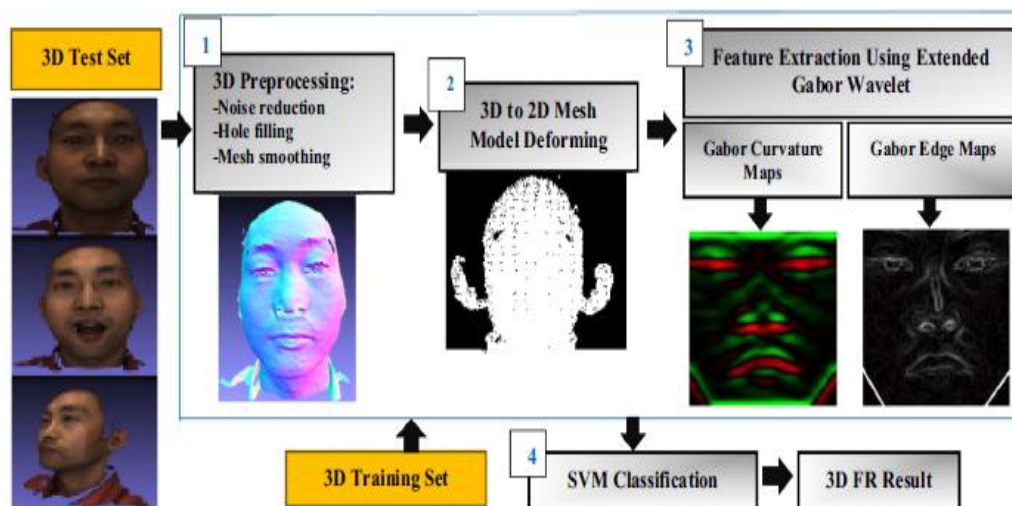 3D Test Set
1
3D Preprocessing:
-Noise reduction
-Hole filling
-Mesh smoothing
2
3D to 2D Mesh
Model Deforming
3
Feature Extraction Using Extended
Gabor Wavelet
Gabor Curvature
Maps
Gabor Edge Maps
3D Training Set
4
SVM Classification
3D FR Result